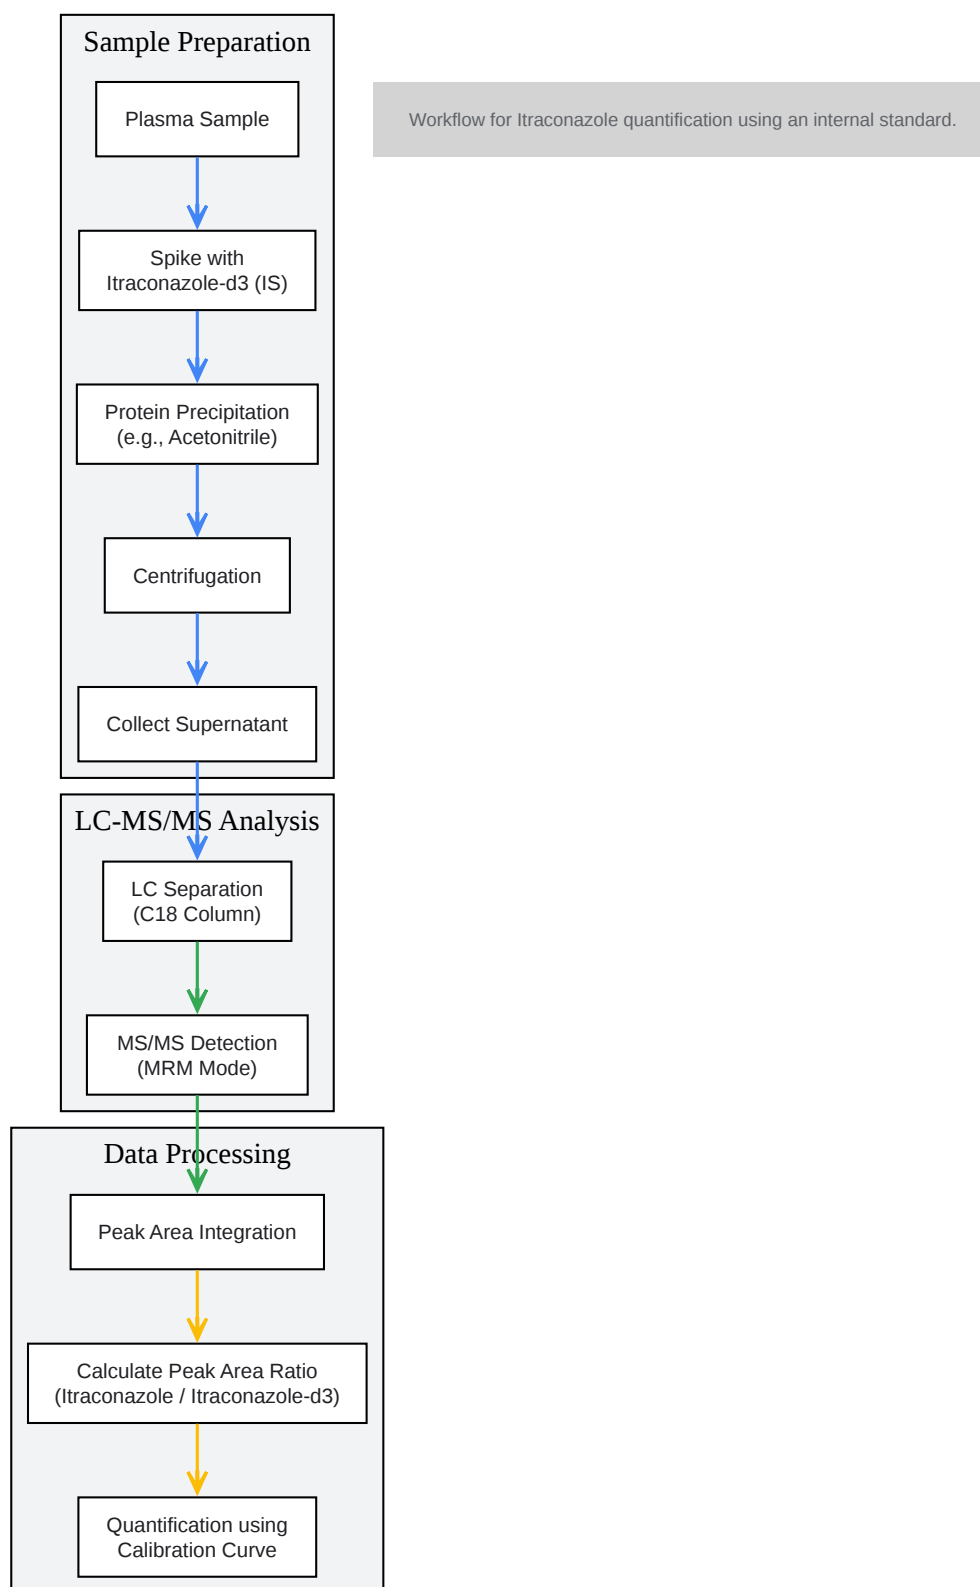 Sample Preparation
Plasma Sample
Workflow for Itraconazole quantification using an internal standard.
Spike with
Itraconazole-d3 (IS)
Protein Precipitation
(e.g., Acetonitrile)
Centrifugation
Collect Supernatant
LC-MS/MS Analysis
LC Separation
(C18 Column)
MS/MS Detection
(MRM Mode)
Data Processing
Peak Area Integration
Calculate Peak Area Ratio
(Itraconazole / Itraconazole-d3)
Quantification using
Calibration Curve